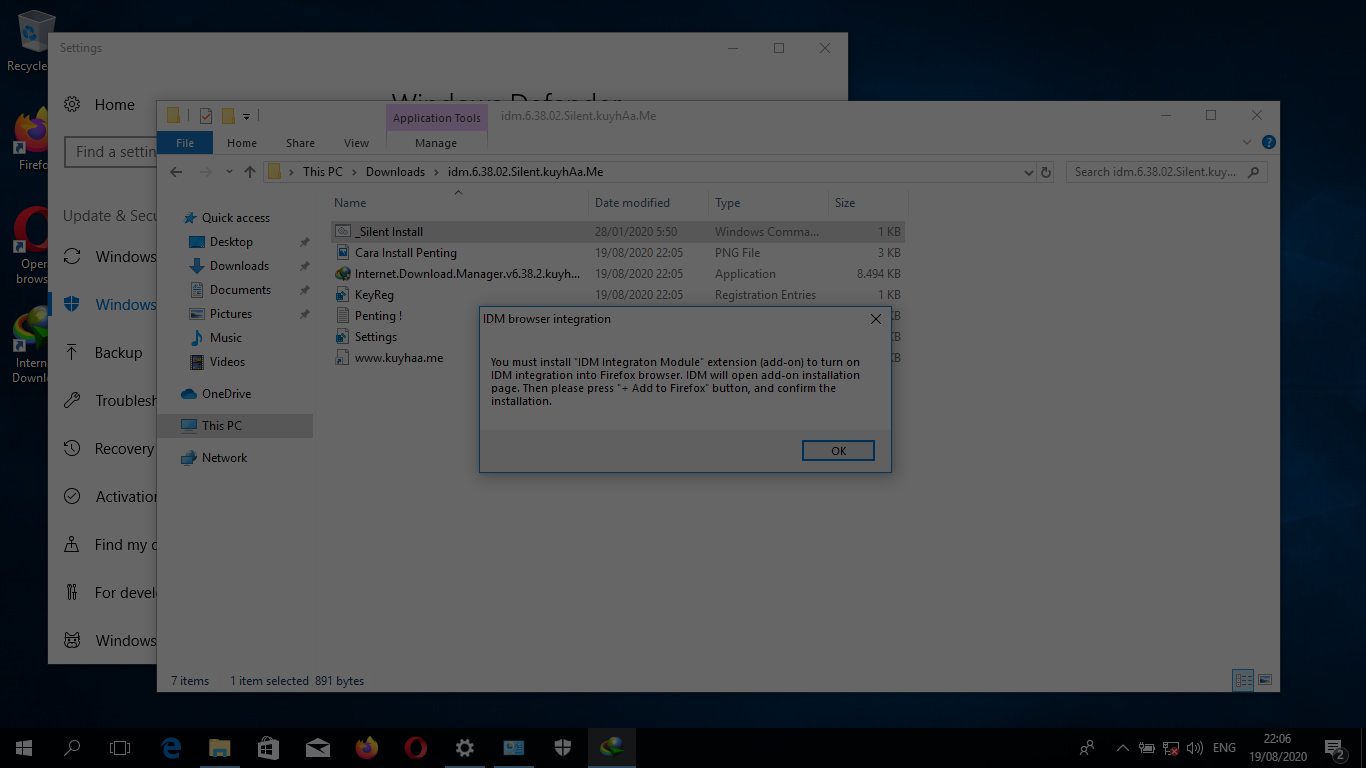 Recycle
Firefo
Oper
brows
Intern
Downlo
Settings
Windows Defender
Home
Find a settin
Update & Secu
Windows
Windows
Backup
Troublesh
Recovery
Activation
Find my d
For develo
Windows
Application Tools
idm.6.38.02.Silent.kuyhAa.Me
File
Home
Share
View
Manage
This PC
Downloads
idm.6.38.02.Silent.kuyhAa.Me
Search idm.6.38.02.Silent.kuy...
Quick access
Desktop
Downloads
Documents
Pictures
Music
Videos
OneDrive
This PC
Network
Name Date modified Type Size
_Silent Install 28/01/2020 5:50 Windows Comma... 1 KB
Cara Install Penting 19/08/2020 22:05 PNG File 3 KB
Internet.Download.Manager.v6.38.2.kuyh... 19/08/2020 22:05 Application 8.494 KB
KeyReg 19/08/2020 22:05 Registration Entries 1 KB
Penting ! KB
Settings KB
www.kuyhaa.me KB
IDM browser integration
You must install "IDM Integraton Module" extension (add-on) to turn on
IDM integration into Firefox browser. IDM will open add-on installation
page. Then please press "+ Add to Firefox" button, and confirm the
installation.
OK
7 items 1 item selected 891 bytes
ENG
22:06
19/08/2020
2